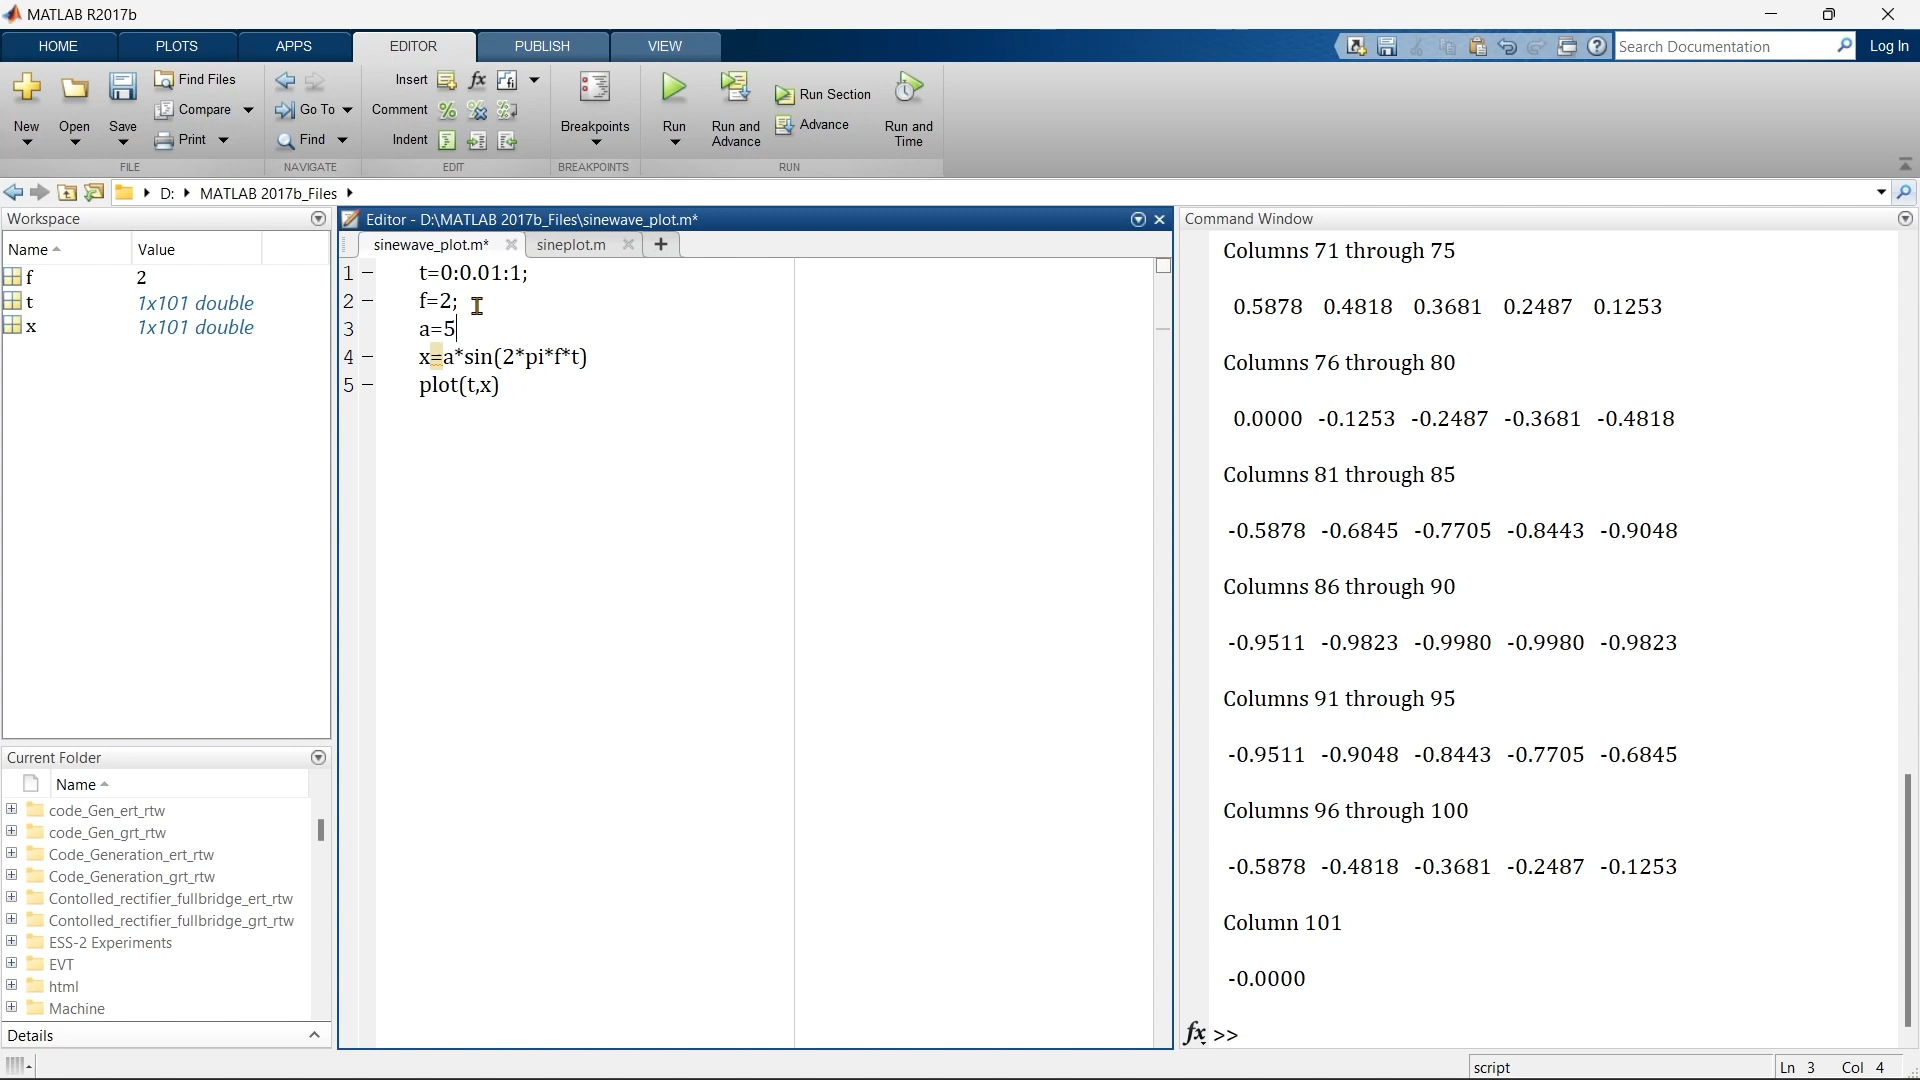 MATLAB R2017b
HOME PLOTS APPS EDITOR PUBLISH VIEW
Search Documentation
Log In
New
Open
Save
Find Files
Compare
Print
FILE
Go To
Find
NAVIGATE
Insert fx
Comment
Indent
EDIT
Breakpoints
BREAKPOINTS
Run
Run and Advance
Run Section
Advance
Run and Time
RUN
D: MATLAB 2017b_Files
Workspace
Name Value
f 2
t 1x101 double
x 1x101 double
Current Folder
Name
code_Gen_ert_rtw
code_Gen_grt_rtw
Code_Generation_ert_rtw
Code_Generation_grt_rtw
Contolled_rectifier_fullbridge_ert_rtw
Contolled_rectifier_fullbridge_grt_rtw
ESS-2 Experiments
EVT
html
Machine
Details
Editor - D:\MATLAB 2017b_Files\sinewave_plot.m*
sinewave_plot.m* sineplot.m
1 - t=0:0.01:1;
2 - f=2;
3 a=5
4 - x=a*sin(2*pi*f*t)
5 - plot(t,x)
Command Window
Columns 71 through 75
0.5878 0.4818 0.3681 0.2487 0.1253
Columns 76 through 80
0.0000 -0.1253 -0.2487 -0.3681 -0.4818
Columns 81 through 85
-0.5878 -0.6845 -0.7705 -0.8443 -0.9048
Columns 86 through 90
-0.9511 -0.9823 -0.9980 -0.9980 -0.9823
Columns 91 through 95
-0.9511 -0.9048 -0.8443 -0.7705 -0.6845
Columns 96 through 100
-0.5878 -0.4818 -0.3681 -0.2487 -0.1253
Column 101
-0.0000
fx >>
script
Ln 3 Col 4